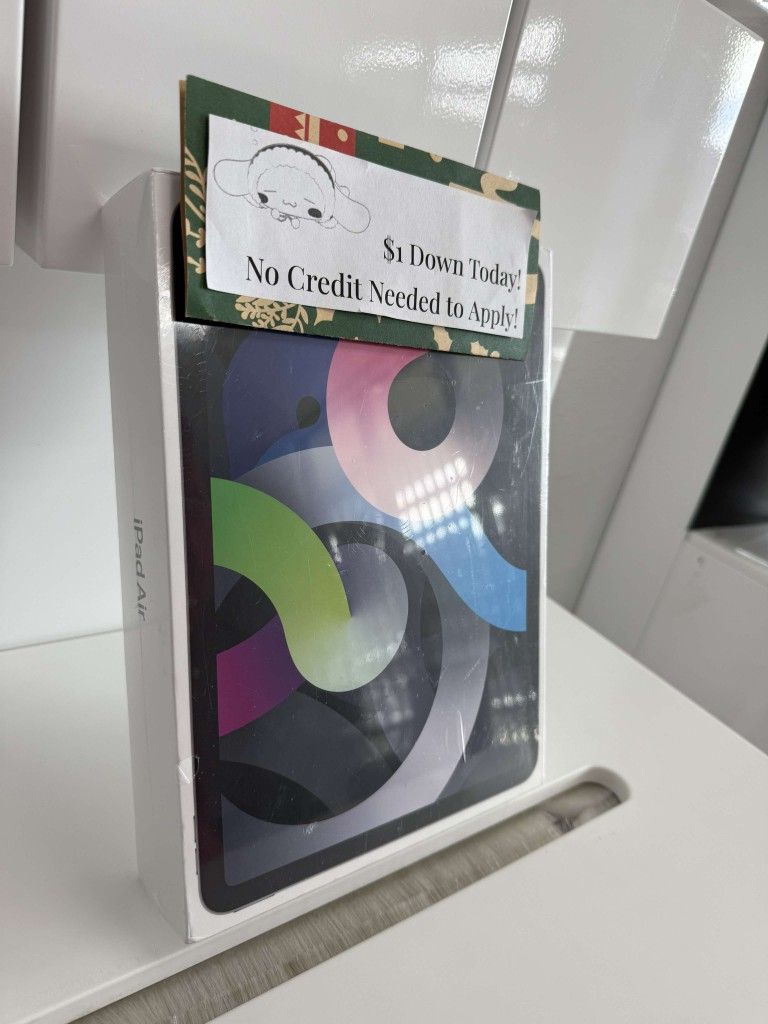 $1 Down Today!
No Credit Needed to Apply!
iPad Air